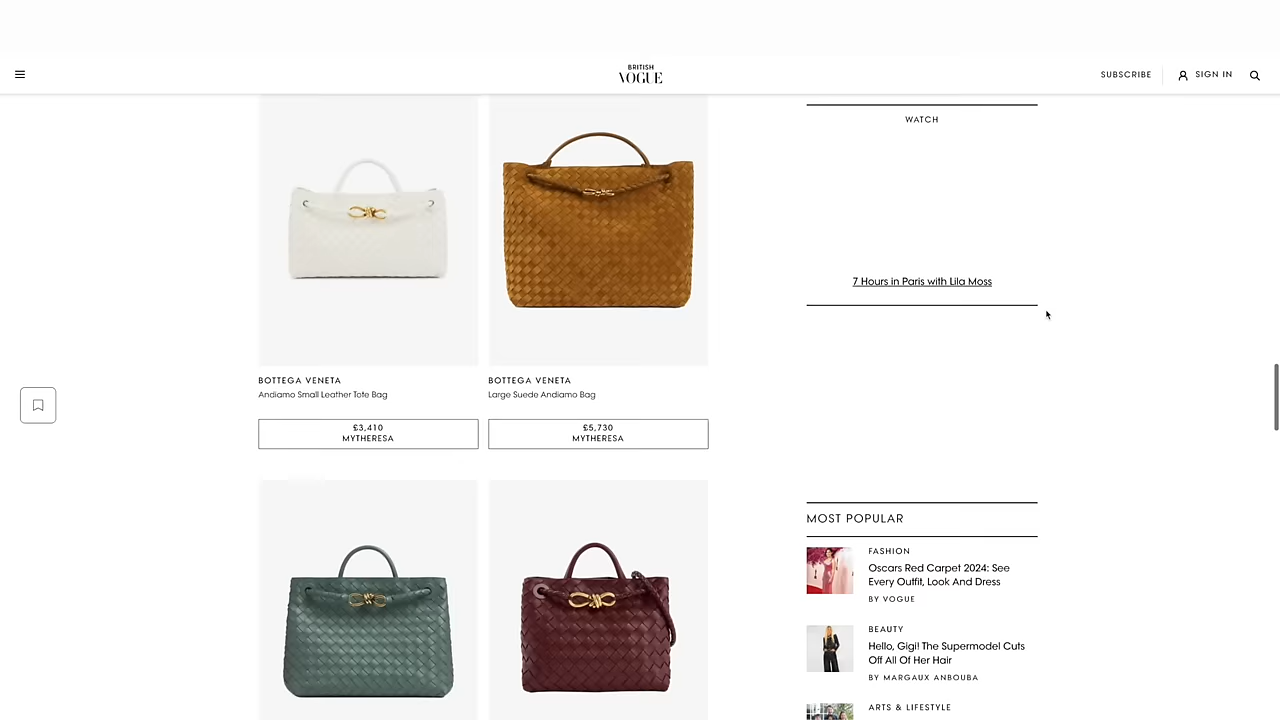 BRITISH
VOGUE
SUBSCRIBE
SIGN IN
BOTTEGA VENETA
Andiamo Small Leather Tote Bag
£3,410
MYTHERESA
BOTTEGA VENETA
Large Suede Andiamo Bag
£5,730
MYTHERESA
WATCH
7 Hours in Paris with Lila Moss
MOST POPULAR
FASHION
Oscars Red Carpet 2024: See
Every Outfit, Look And Dress
BY VOGUE
BEAUTY
Hello, Gigi! The Supermodel Cuts
Off All Of Her Hair
BY MARGAUX ANBOUBA
ARTS & LIFESTYLE